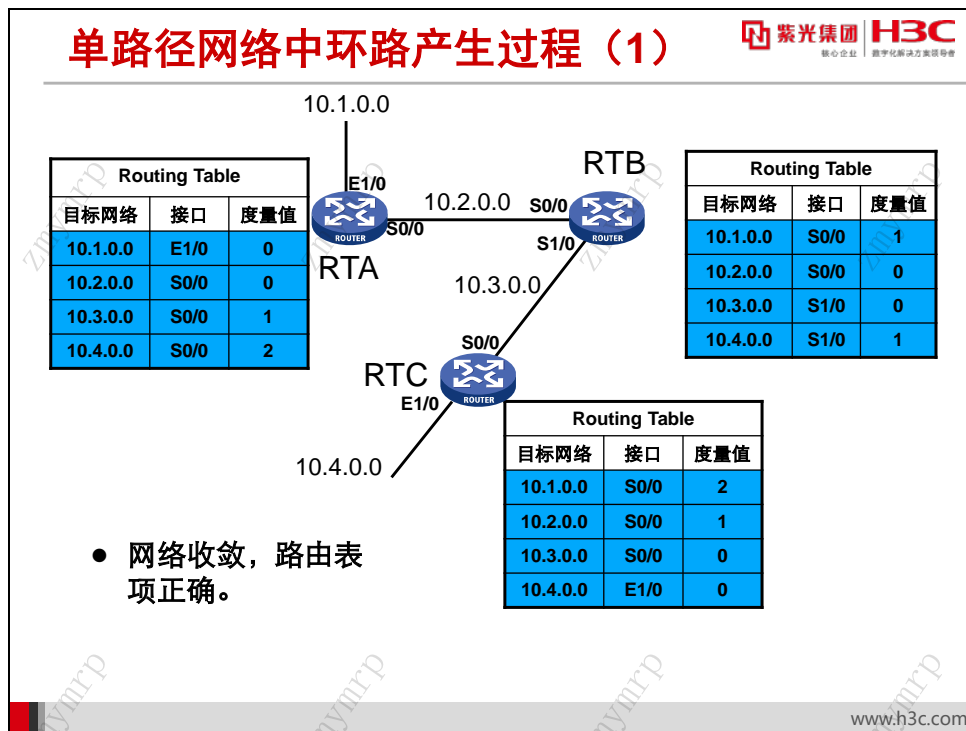 单路径网络中环路产生过程（1）
紫光集团 H3C
核心企业 数字化解决方案领导者
10.1.0.0
Routing Table
目标网络 接口 度量值
10.1.0.0 E1/0 0
10.2.0.0 S0/0 0
10.3.0.0 S0/0 1
10.4.0.0 S0/0 2
E1/0
ROUTER
S0/0
RTA
10.2.0.0
RTB
S0/0
ROUTER
S1/0
10.3.0.0
Routing Table
目标网络 接口 度量值
10.1.0.0 S0/0 1
10.2.0.0 S0/0 0
10.3.0.0 S1/0 0
10.4.0.0 S1/0 1
S0/0
RTC
ROUTER
E1/0
10.4.0.0
Routing Table
目标网络 接口 度量值
10.1.0.0 S0/0 2
10.2.0.0 S0/0 1
10.3.0.0 S0/0 0
10.4.0.0 E1/0 0
● 网络收敛，路由表
项正确。
www.h3c.com